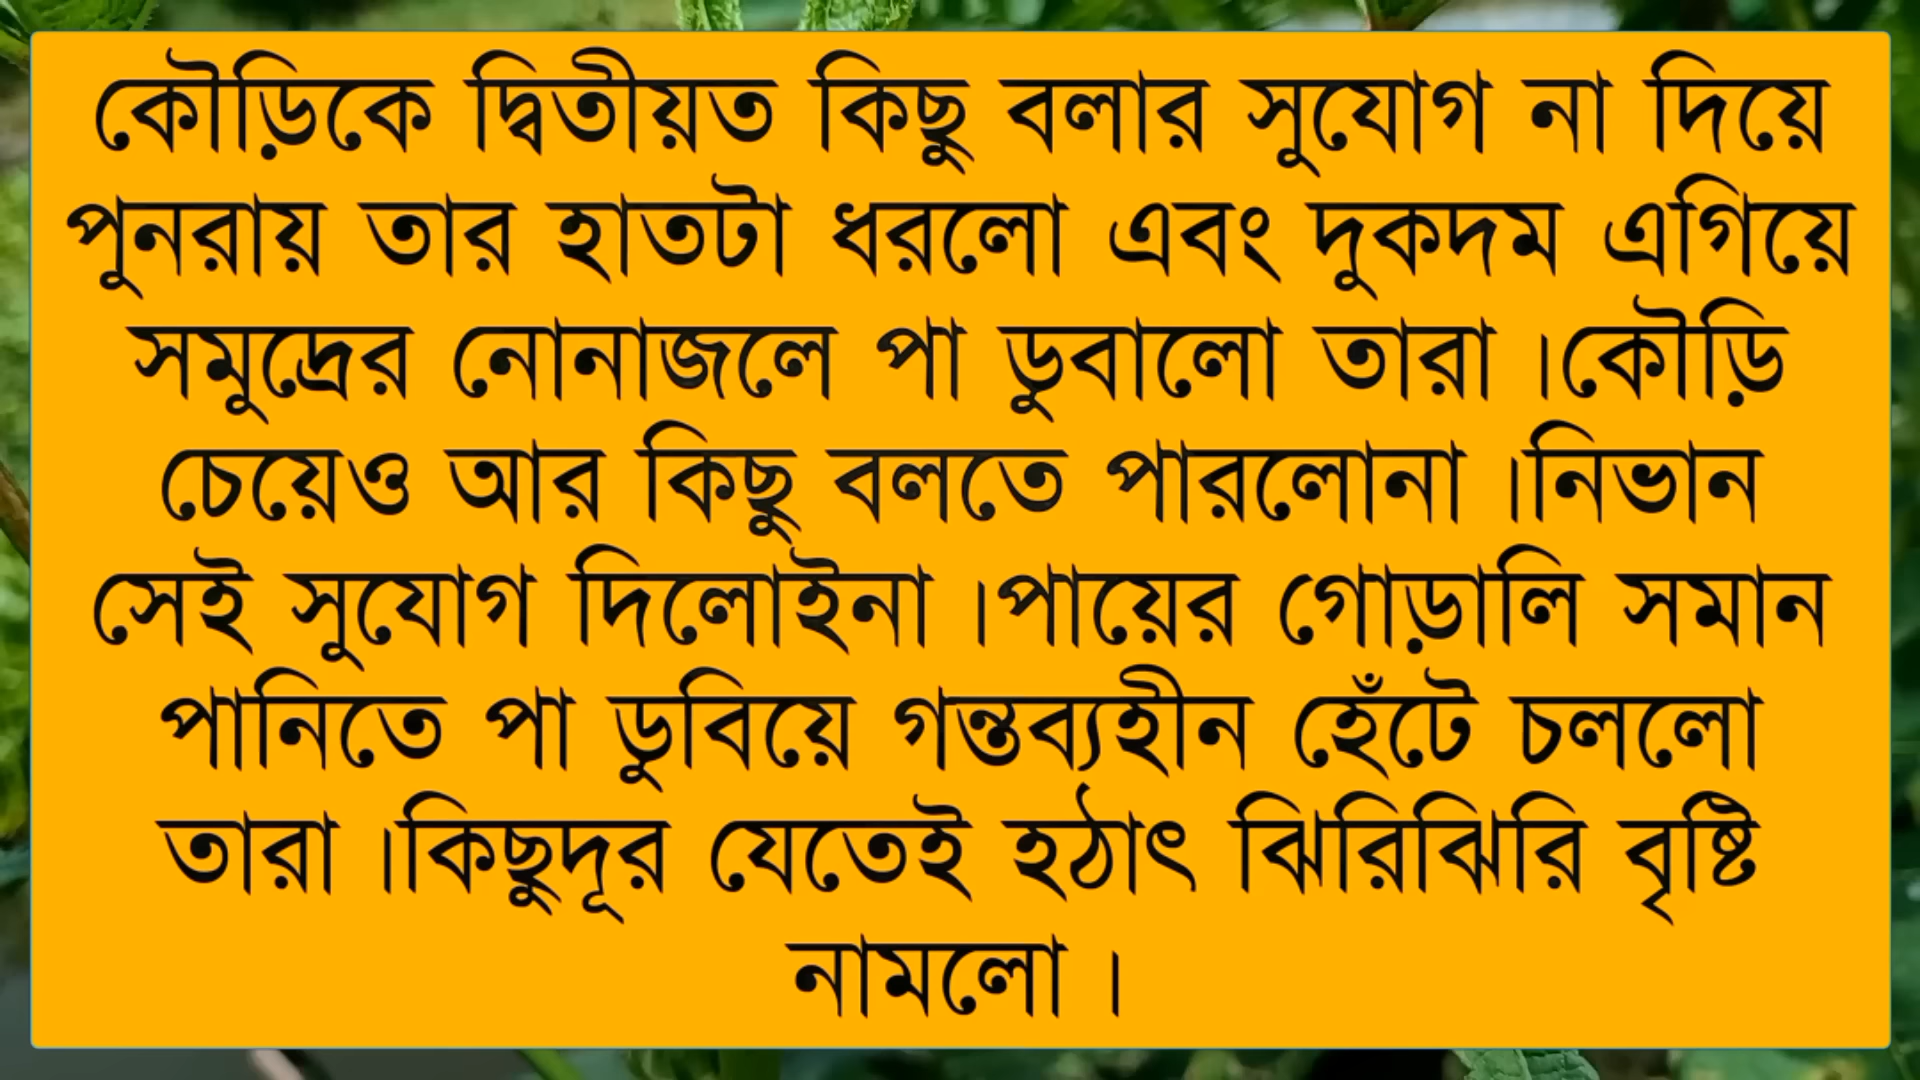 কৌড়িকে দ্বিতীয়ত কিছু বলার সুযোগ না দিয়ে
পুনরায় তার হাতটা ধরলো এবং দুকদম এগিয়ে
সমুদ্রের নোনাজলে পা ডুবালো তারা ।কৌড়ি
চেয়েও আর কিছু বলতে পারলোনা ।নিভান
সেই সুযোগ দিলোইনা ।পায়ের গোড়ালি সমান
পানিতে পা ডুবিয়ে গন্তব্যহীন হেঁটে চললো
তারা ।কিছুদূর যেতেই হঠাৎ ঝিরিঝিরি বৃষ্টি
নামলো ।